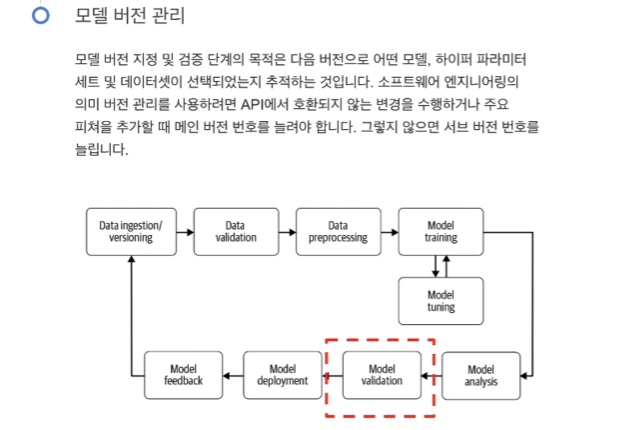 모델 버전 관리
모델 버전 지정 및 검증 단계의 목적은 다음 버전으로 어떤 모델, 하이퍼 파라미터
세트 및 데이터셋이 선택되었는지 추적하는 것입니다. 소프트웨어 엔지니어링의
의미 버전 관리를 사용하려면 API에서 호환되지 않는 변경을 수행하거나 주요
피쳐을 추가할 때 메인 버전 번호를 늘려야 합니다. 그렇지 않으면 서브 버전 번호를
늘립니다.
Data ingestion/
versioning
Data
validation
Data
preprocessing
Model
training
Model
tuning
Model
feedback
Model
deployment
Model
validation
Model
analysis